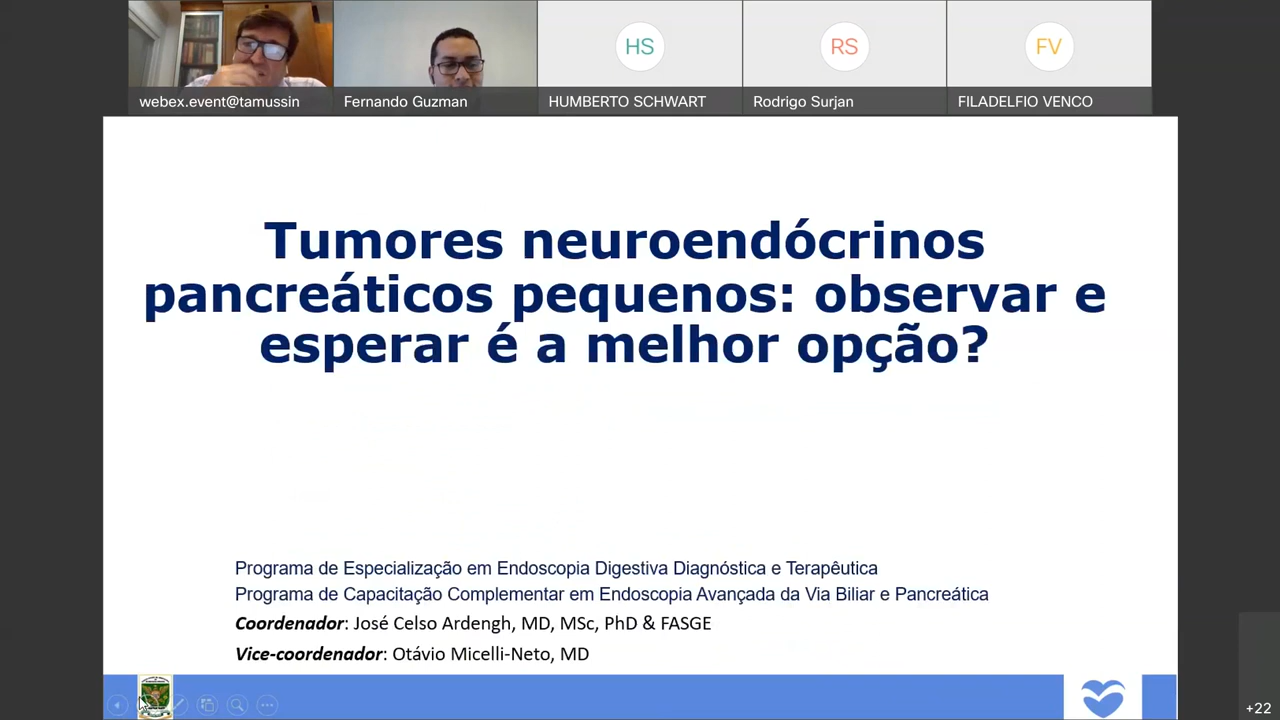 HS
RS
FV
webex.event@tamussin
Fernando Guzman
HUMBERTO SCHWART
Rodrigo Surjan
FILADELFIO VENCO
Tumores neuroendócrinos
pancreáticos pequenos: observar e
esperar é a melhor opção?
Programa de Especialização em Endoscopia Digestiva Diagnóstica e Terapêutica
Programa de Capacitação Complementar em Endoscopia Avançada da Via Biliar e Pancreática
Coordenador: José Celso Ardengh, MD, MSc, PhD & FASGE
Vice-coordenador: Otávio Micelli-Neto, MD
+22